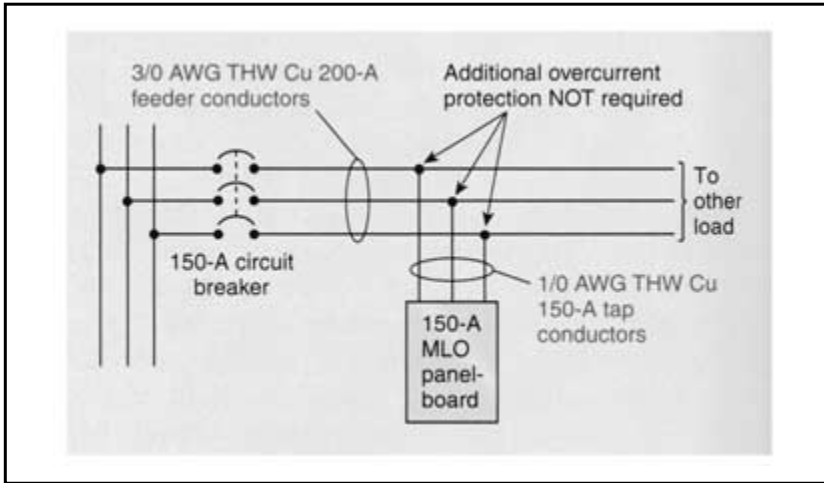 3/0 AWG THW Cu 200-A
feeder conductors
Additional overcurrent
protection NOT required
To
other
load
150-A circuit
breaker
1/0 AWG THW Cu
150-A tap
conductors
150-A
MLO
panel-
board